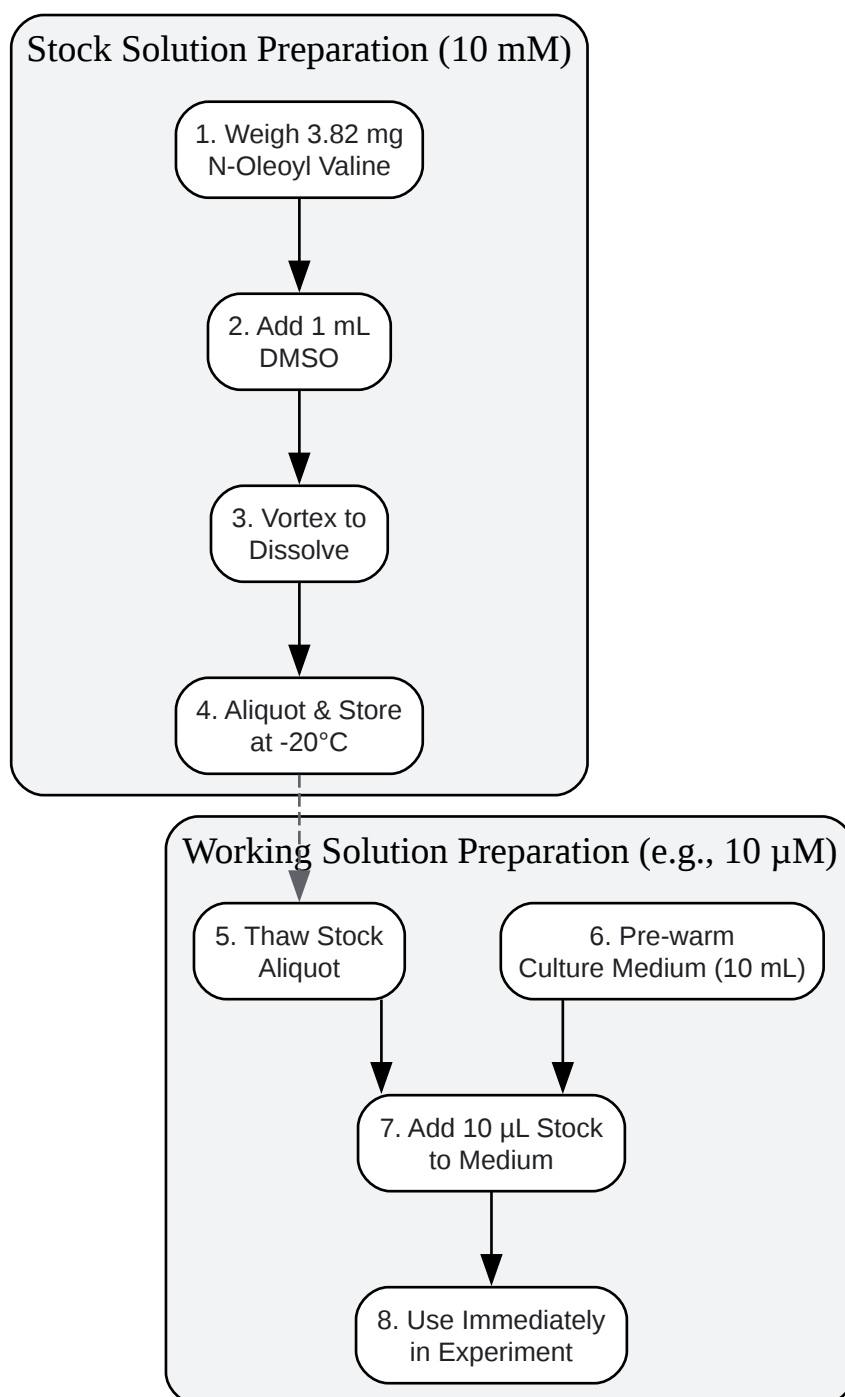 Stock Solution Preparation (10 mM)
1. Weigh 3.82 mg
N-Oleoyl Valine
2. Add 1 mL
DMSO
3. Vortex to
Dissolve
4. Aliquot & Store
at -20°C
Working Solution Preparation (e.g., 10 µM)
5. Thaw Stock
Aliquot
6. Pre-warm
Culture Medium (10 mL)
7. Add 10 µL Stock
to Medium
8. Use Immediately
in Experiment